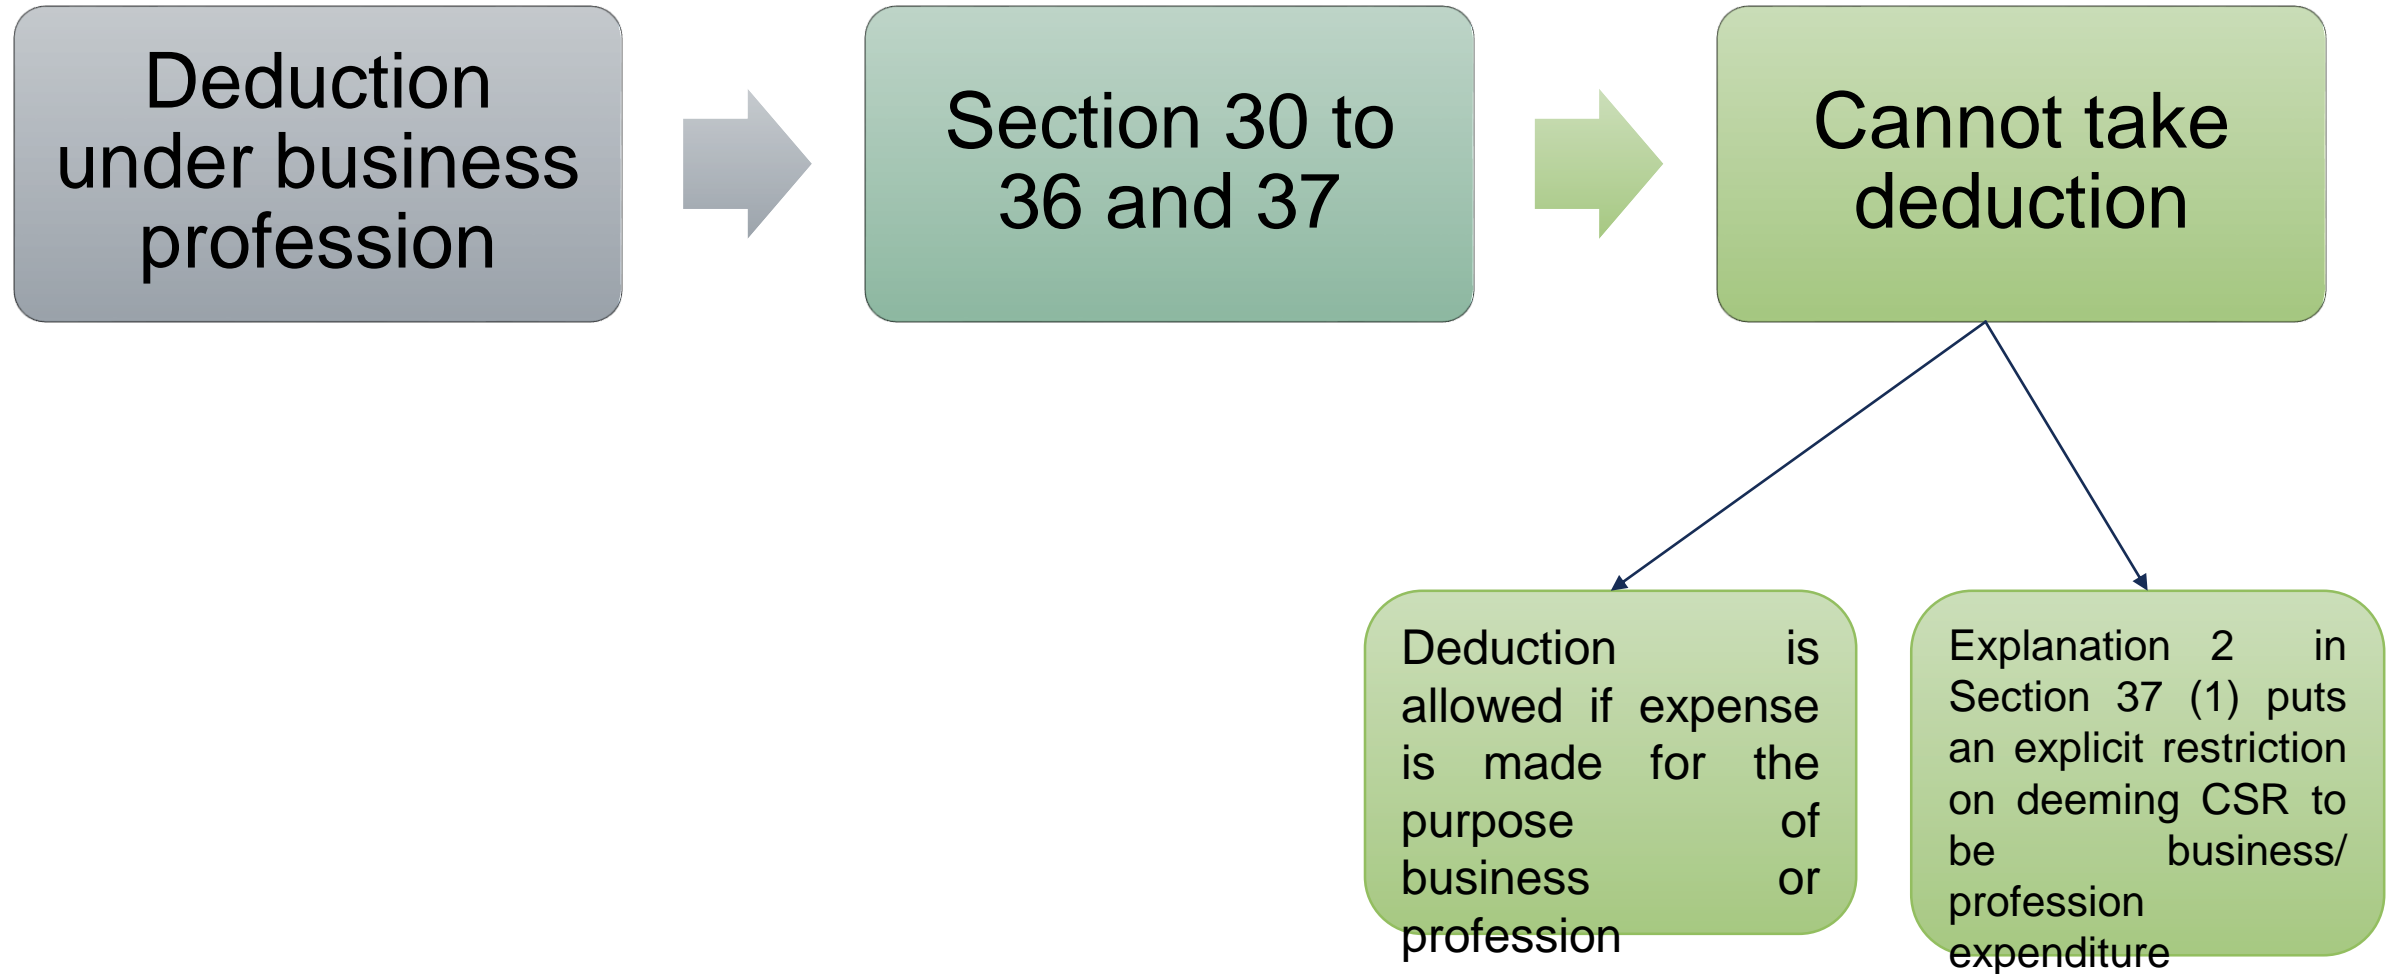 Deduction
under business
profession
Section 30 to
36 and 37
Cannot take
deduction
Deduction is
allowed if expense
is made for the
purpose of
business or
profession
Explanation 2 in
Section 37 (1) puts
an explicit restriction
on deeming CSR to
be business/
profession
expenditure